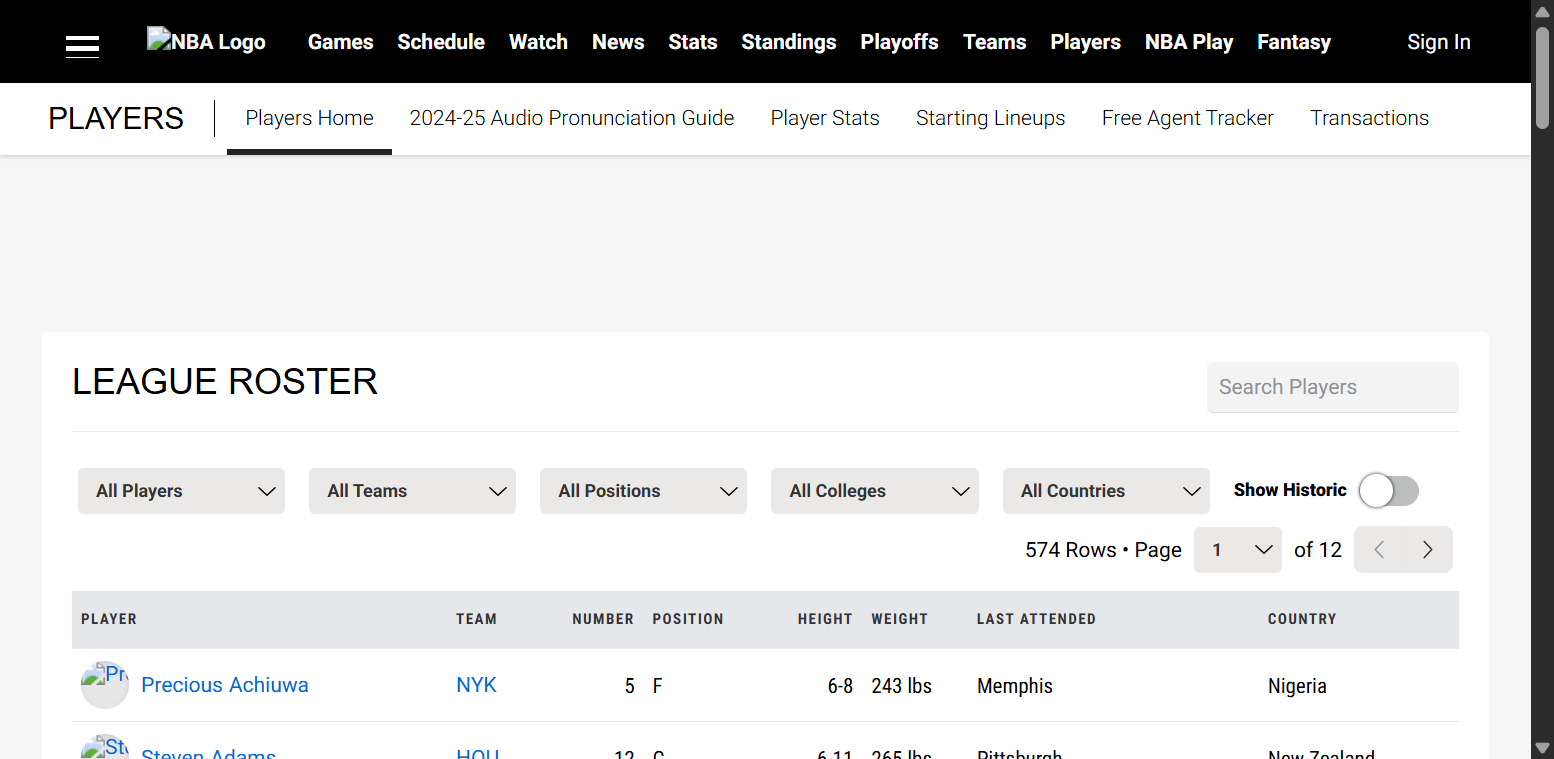 NBA Logo Games Schedule Watch News Stats Standings Playoffs Teams Players NBA Play Fantasy Sign In
PLAYERS Players Home 2024-25 Audio Pronunciation Guide Player Stats Starting Lineups Free Agent Tracker Transactions
LEAGUE ROSTER Search Players
All Players All Teams All Positions All Colleges All Countries Show Historic
574 Rows • Page 1 of 12
PLAYER TEAM NUMBER POSITION HEIGHT WEIGHT LAST ATTENDED COUNTRY
Precious Achiuwa NYK 5 F 6-8 243 lbs Memphis Nigeria
Steven Adams HOU 12 C 6-11 265 lbs Pittsburgh New Zealand